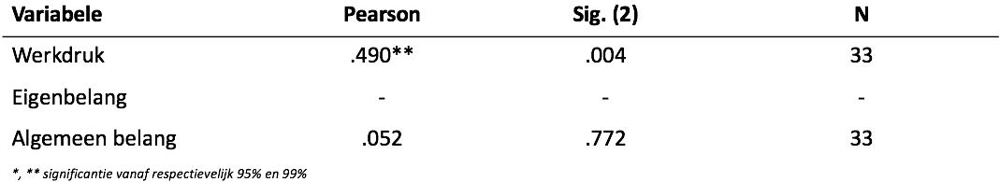 Variabele Pearson Sig. (2) N
Werkdruk .490** .004 33
Eigenbelang - - -
Algemeen belang .052 .772 33
*, ** significantie vanaf respectievelijk 95% en 99%